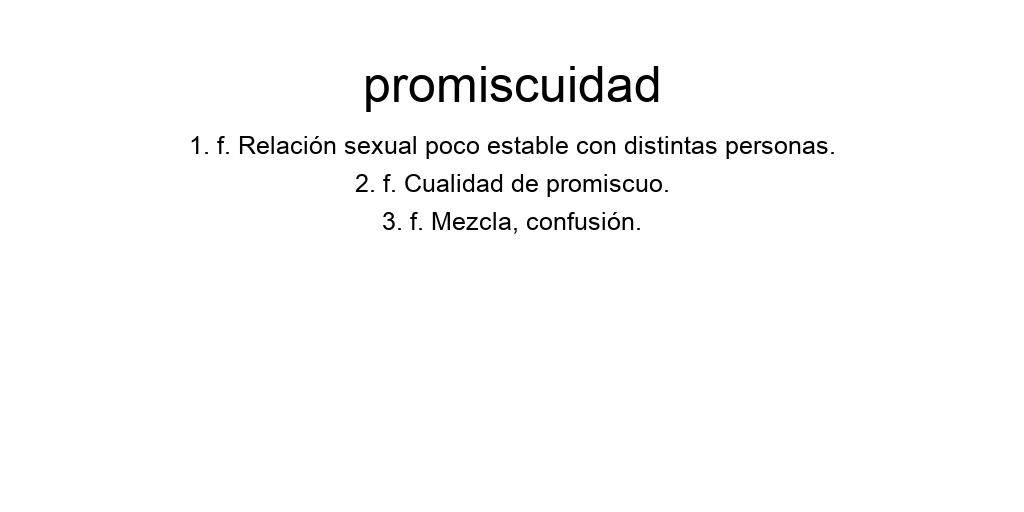 promiscuidad
1. f. Relación sexual poco estable con distintas personas.
2. f. Cualidad de promiscuo.
3. f. Mezcla, confusión.